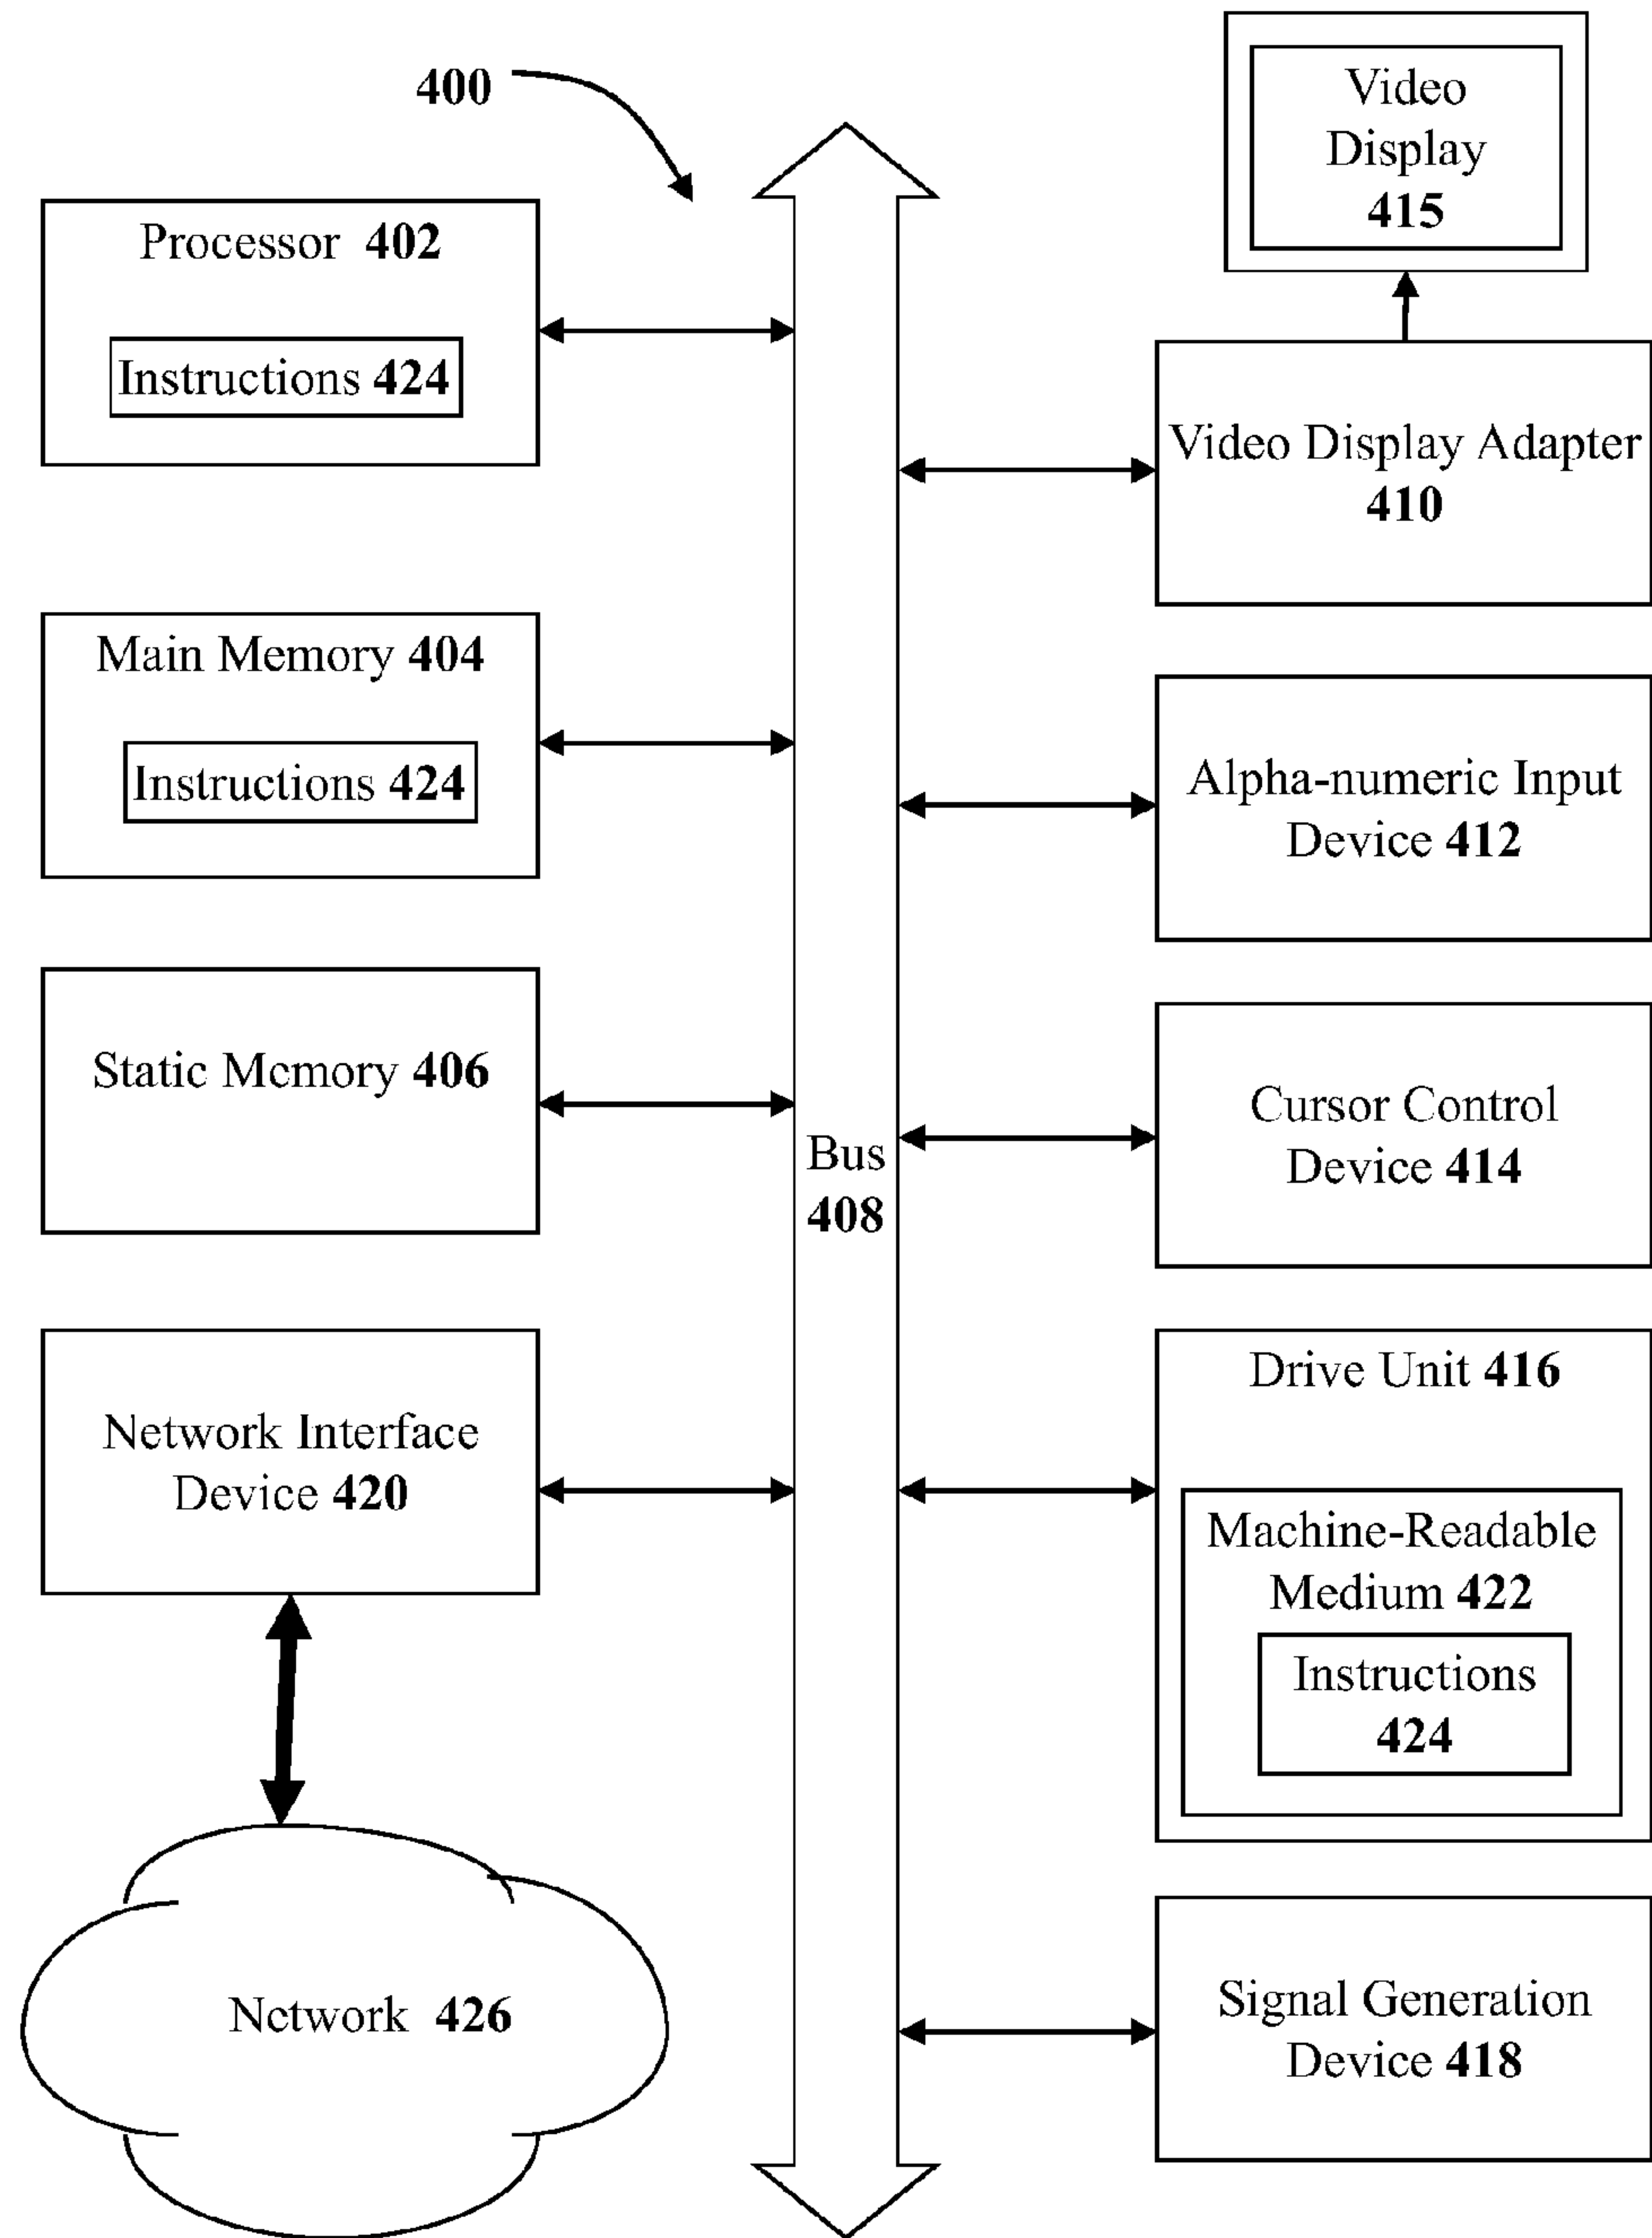 400
Processor 402
Instructions 424
Main Memory 404
Instructions 424
Static Memory 406
Network Interface
Device 420
Network 426
Bus
408
Video
Display
415
Video Display Adapter
410
Alpha-numeric Input
Device 412
Cursor Control
Device 414
Drive Unit 416
Machine-Readable
Medium 422
Instructions
424
Signal Generation
Device 418